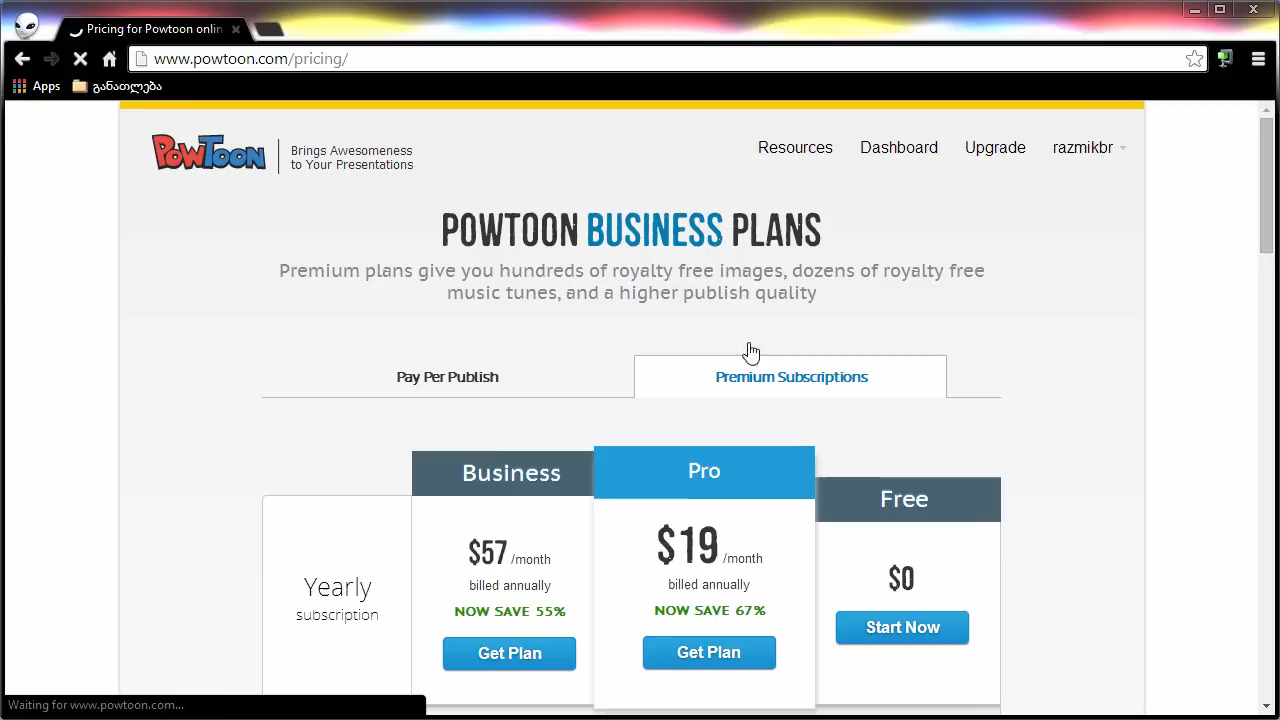 Pricing for Powtoon onlin
www.powtoon.com/pricing/
Apps განათლება
POWTOON
Brings Awesomeness
to Your Presentations
Resources Dashboard Upgrade razmikbr
POWTOON BUSINESS PLANS
Premium plans give you hundreds of royalty free images, dozens of royalty free
music tunes, and a higher publish quality
Pay Per Publish Premium Subscriptions
Business Pro Free
Yearly
subscription
$57 /month
billed annually
NOW SAVE 55%
Get Plan
$19 /month
billed annually
NOW SAVE 67%
Get Plan
$0
Start Now
Waiting for www.powtoon.com...